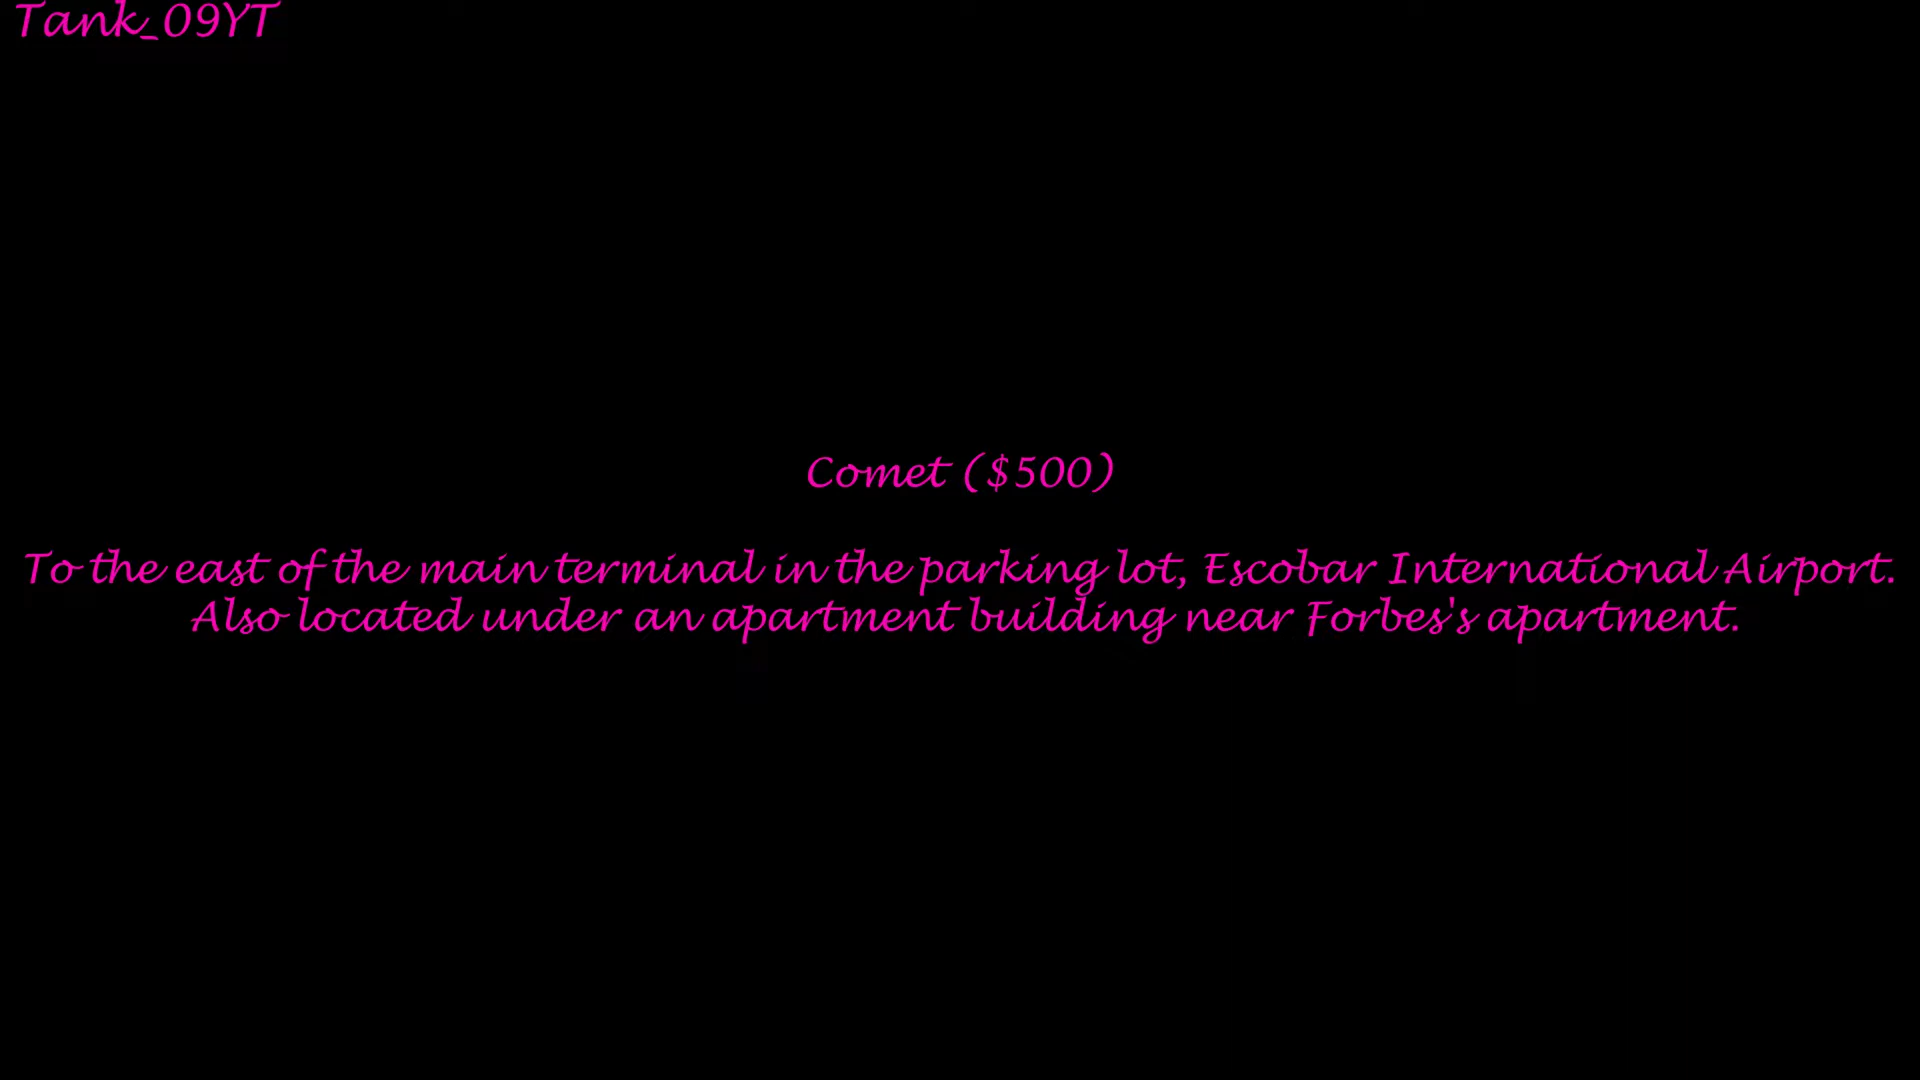 Tank_09YT
Comet ($500)
To the east of the main terminal in the parking lot, Escobar International Airport.
Also located under an apartment building near Forbes's apartment.